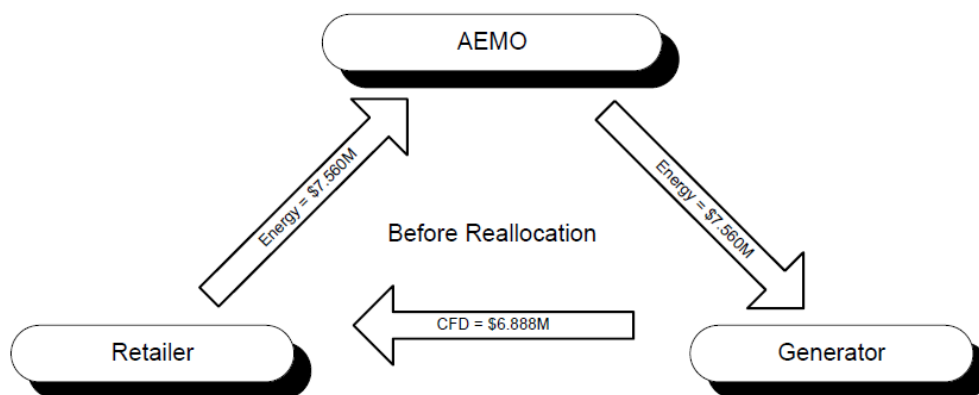 AEMO
Energy = $7.560M
Energy = $7.560M
Before Reallocation
CFD = $6.888M
Retailer
Generator